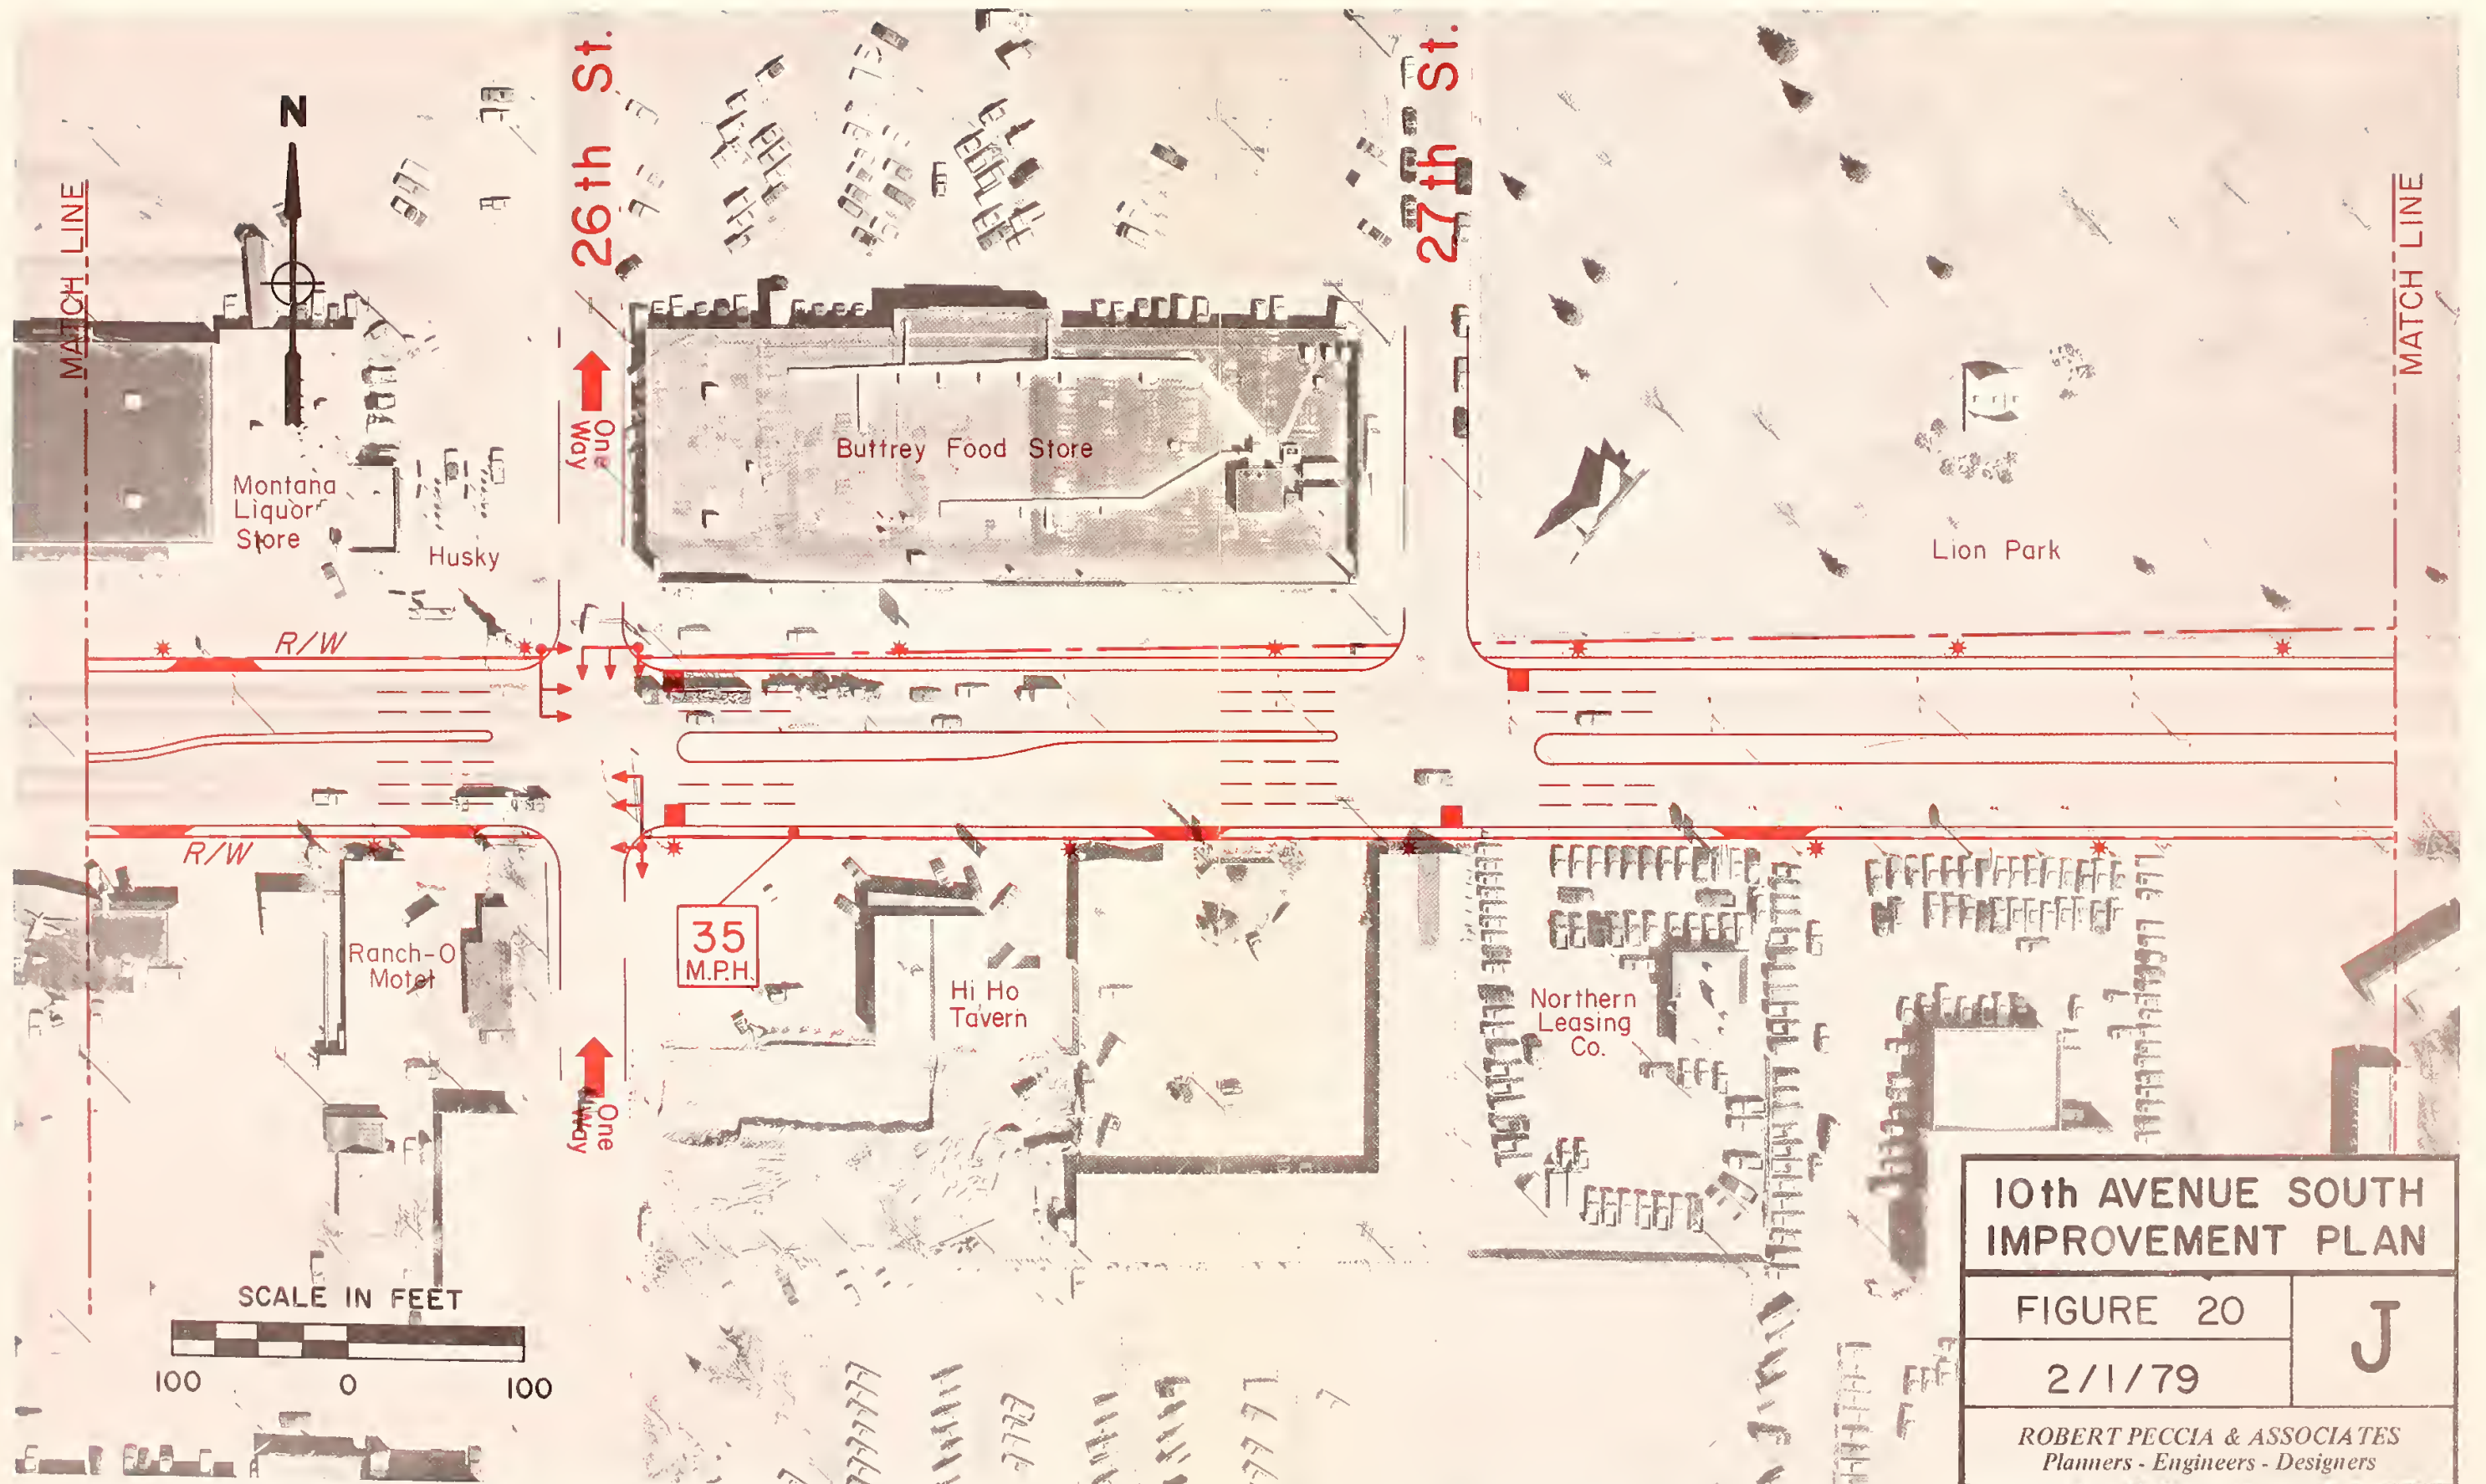 26th St.
27th St.
N
MATCH LINE
MATCH LINE
One
Way
Buttrey Food Store
Montana
Liquor
Store
Husky
Lion Park
R/W
R/W
35
M.P.H.
Ranch-O
Motel
Hi Ho
Tavern
Northern
Leasing
Co.
One
Way
SCALE IN FEET
100 0 100
10th AVENUE SOUTH
IMPROVEMENT PLAN
FIGURE 20
J
2/1/79
ROBERT PECCIA & ASSOCIATES
Planners - Engineers - Designers